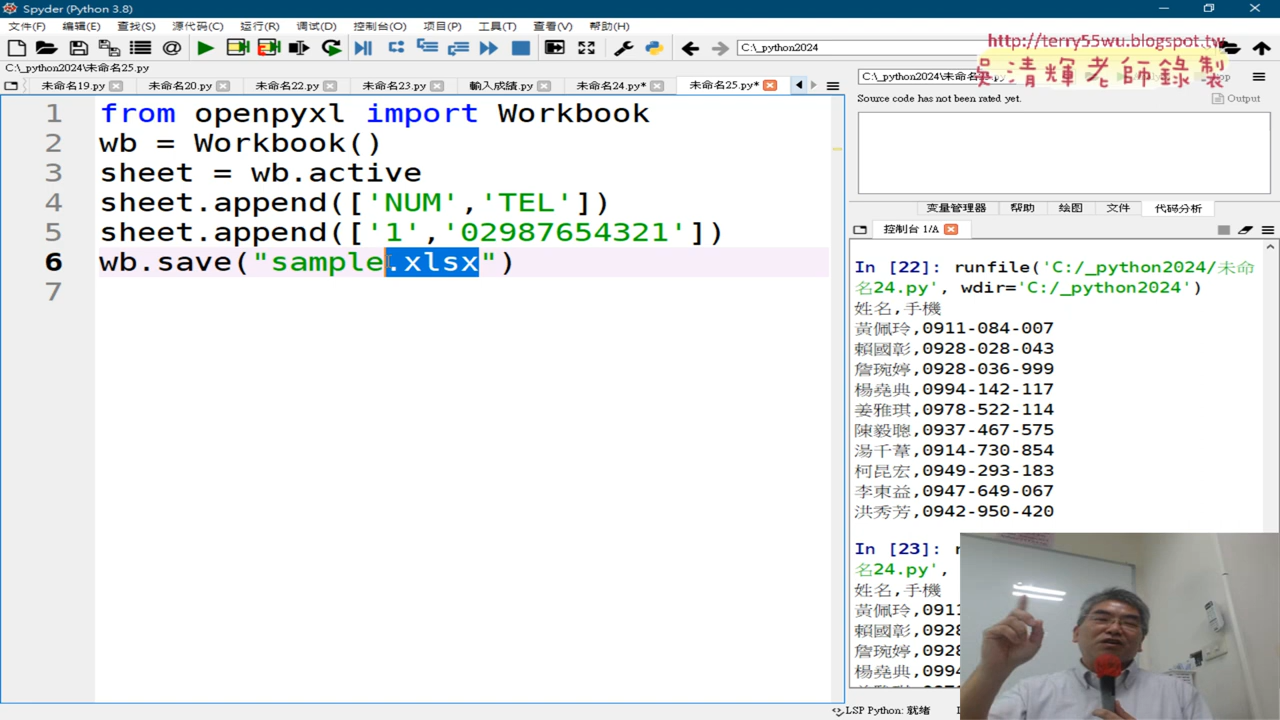 Spyder (Python 3.8)
文件(F) 编辑(E) 查找(S) 源代码(C) 运行(R) 调试(D) 控制台(O) 项目(P) 工具(T) 查看(V) 帮助(H)
C:\_python2024
http://terry55wu.blogspot.tw
吳清輝老師錄製
C:\_python2024\未命名25.py
未命名19.py 未命名20.py 未命名22.py 未命名23.py 輸入成績.py 未命名24.py* 未命名25.py*
1 from openpyxl import Workbook
2 wb = Workbook()
3 sheet = wb.active
4 sheet.append(['NUM','TEL'])
5 sheet.append(['1','02987654321'])
6 wb.save("sample.xlsx")
7
C:\_python2024\未命名
Source code has not been rated yet.
Output
变量管理器 帮助 绘图 文件 代码分析
控制台 1/A
In [22]: runfile('C:/_python2024/未命
名24.py', wdir='C:/_python2024')
姓名,手機
黃佩玲,0911-084-007
賴國彰,0928-028-043
詹琬婷,0928-036-999
楊堯典,0994-142-117
姜雅琪,0978-522-114
陳毅聰,0937-467-575
湯千葦,0914-730-854
柯昆宏,0949-293-183
李東益,0947-649-067
洪秀芳,0942-950-420
In [23]:
名24.py',
姓名,手機
黃佩玲,0911
賴國彰,0928
詹琬婷,0928
楊堯典,0994
LSP Python: 就绪